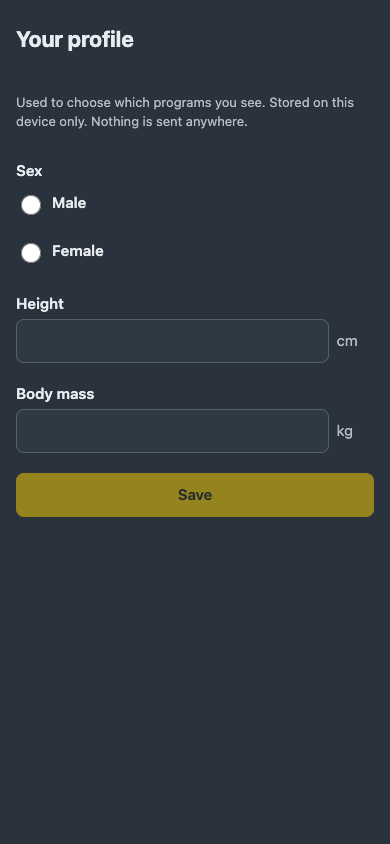 Your profile
Used to choose which programs you see. Stored on this
device only. Nothing is sent anywhere.
Sex
Male
Female
Height
cm
Body mass
kg
Save